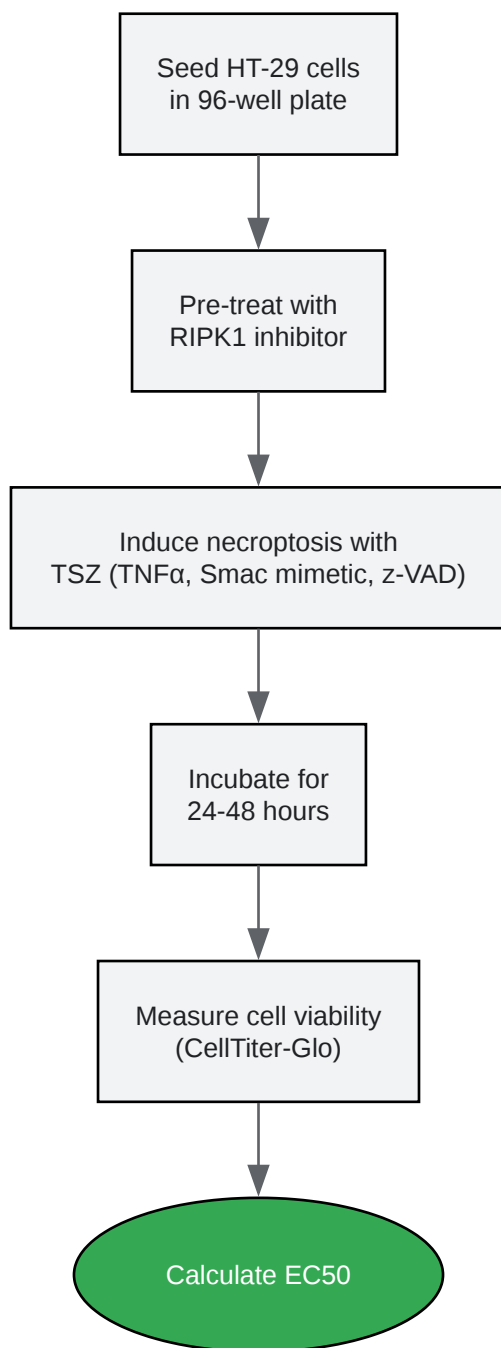 Seed HT-29 cells
in 96-well plate
Pre-treat with
RIPK1 inhibitor
Induce necroptosis with
TSZ (TNFα, Smac mimetic, z-VAD)
Incubate for
24-48 hours
Measure cell viability
(CellTiter-Glo)
Calculate EC50